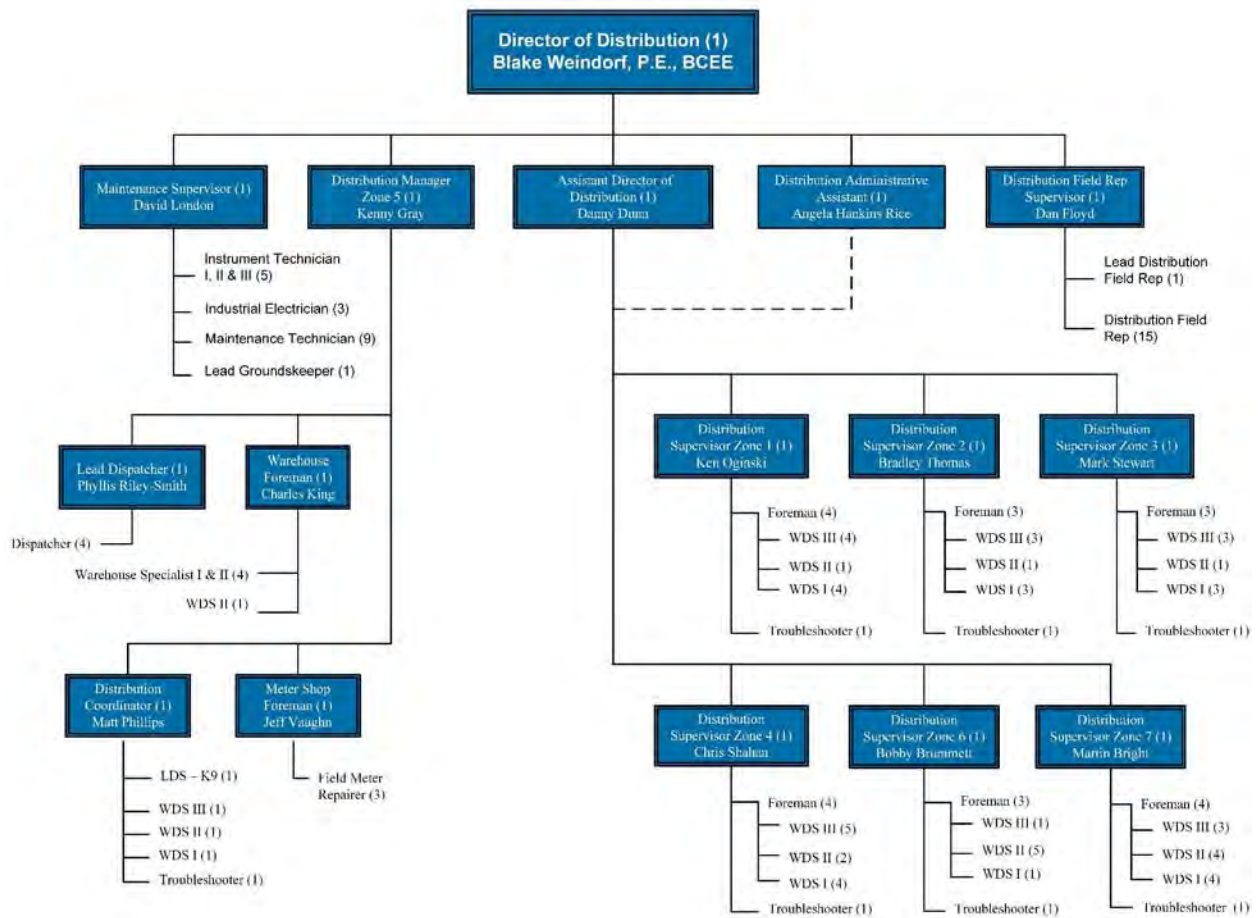 Director of Distribution (1)
Blake Weindorf, P.E., BCEE
Maintenance Supervisor (1)
David London
Distribution Manager
Zone 5 (1)
Kenny Gray
Assistant Director of
Distribution (1)
Danny Dunn
Distribution Administrative
Assistant (1)
Angela Hankins Rice
Distribution Field Rep
Supervisor (1)
Dan Floyd
Instrument Technician
I, II & III (5)
Industrial Electrician (3)
Maintenance Technician (9)
Lead Groundskeeper (1)
Lead Distribution
Field Rep (1)
Distribution Field
Rep (15)
Lead Dispatcher (1)
Phyllis Riley-Smith
Warehouse
Foreman (1)
Charles King
Dispatcher (4)
Warehouse Specialist I & II (4)
WDS II (1)
Distribution
Supervisor Zone 1 (1)
Ken Oginski
Distribution
Supervisor Zone 2 (1)
Bradley Thomas
Distribution
Supervisor Zone 3 (1)
Mark Stewart
Foreman (4)
WDS III (4)
WDS II (1)
WDS I (4)
Troubleshooter (1)
Foreman (3)
WDS III (3)
WDS II (1)
WDS I (3)
Troubleshooter (1)
Foreman (3)
WDS III (3)
WDS II (1)
WDS I (3)
Troubleshooter (1)
Distribution
Coordinator (1)
Matt Phillips
Meter Shop
Foreman (1)
Jeff Vaughn
LDS – K9 (1)
WDS III (1)
WDS II (1)
WDS I (1)
Troubleshooter (1)
Field Meter
Repairer (3)
Distribution
Supervisor Zone 4 (1)
Chris Distribution
Supervisor Zone 6 (1)
Bobby Brummett
Distribution
Supervisor Zone 7 (1)
Martin Bright
Foreman (4)
WDS III (5)
WDS II (2)
WDS I (4)
Troubleshooter (1)
Foreman (3)
WDS III (1)
WDS II (5)
WDS I (1)
Troubleshooter (1)
Foreman (4)
WDS III (3)
WDS II (4)
WDS I (4)
Troubleshooter (1)